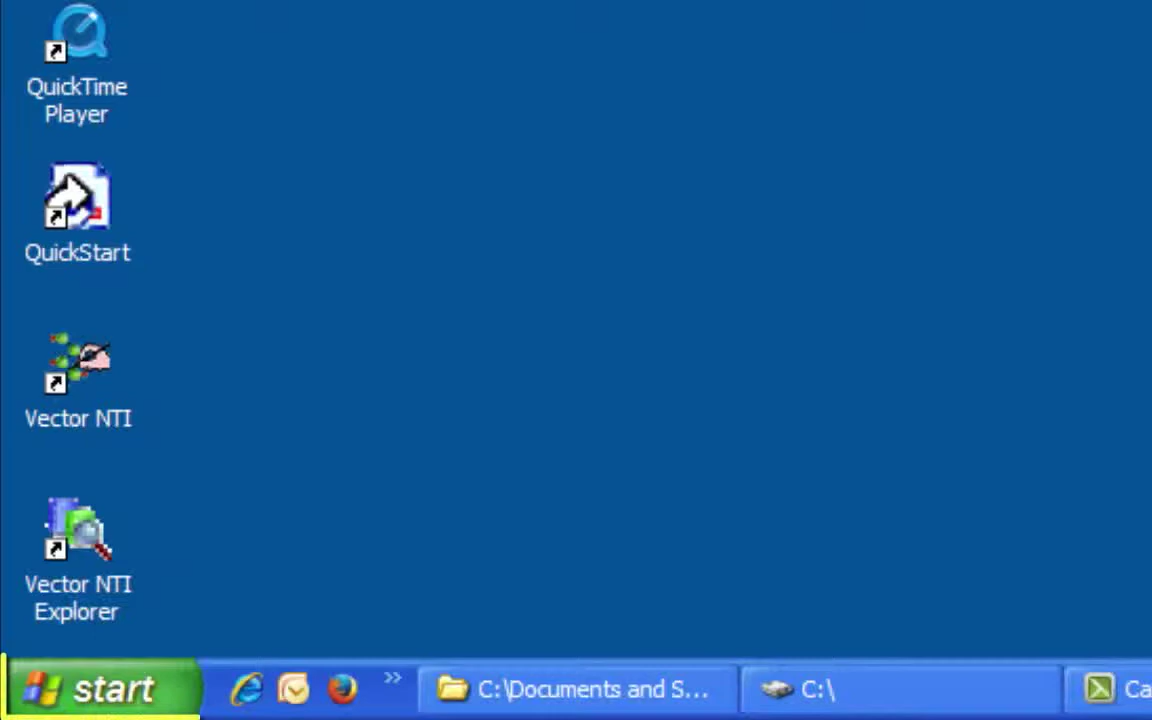 QuickTime
Player
QuickStart
Vector NTI
Vector NTI
Explorer
start
C:\Documents and S...
C:\
Ca